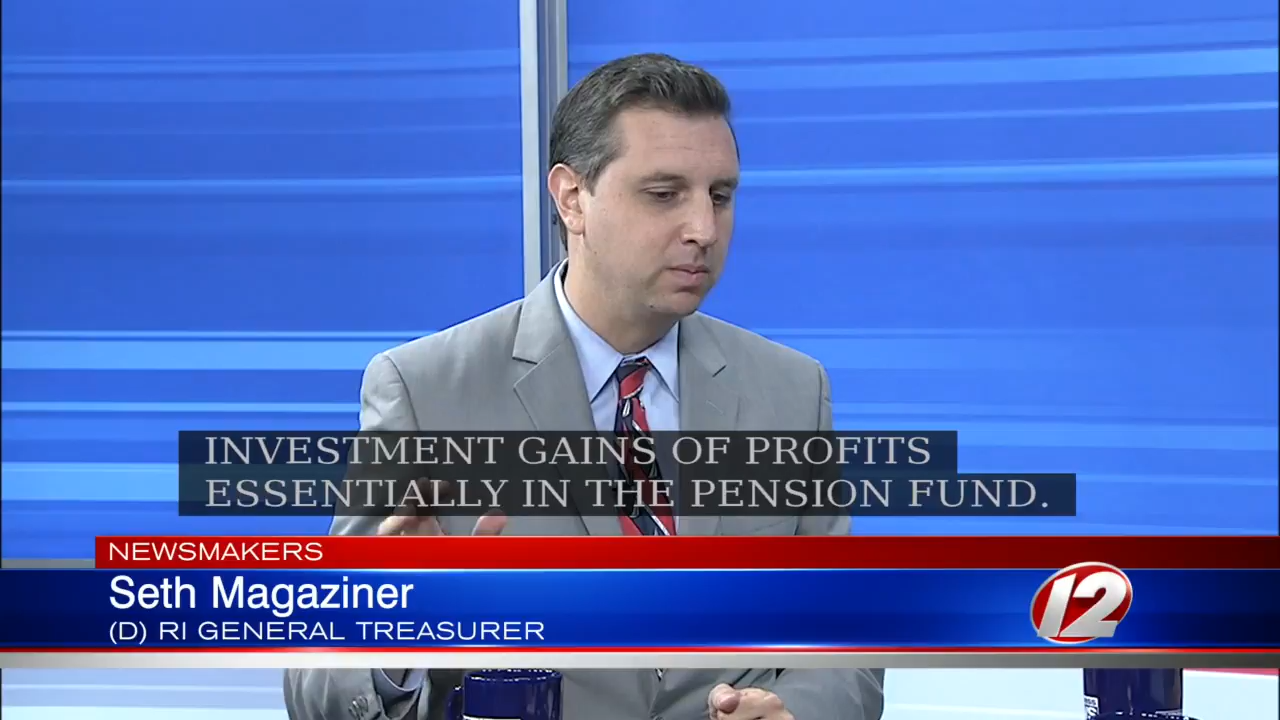 INVESTMENT GAINS OF PROFITS
ESSENTIALLY IN THE PENSION FUND.
NEWSMAKERS
Seth Magaziner
(D) RI GENERAL TREASURER
12